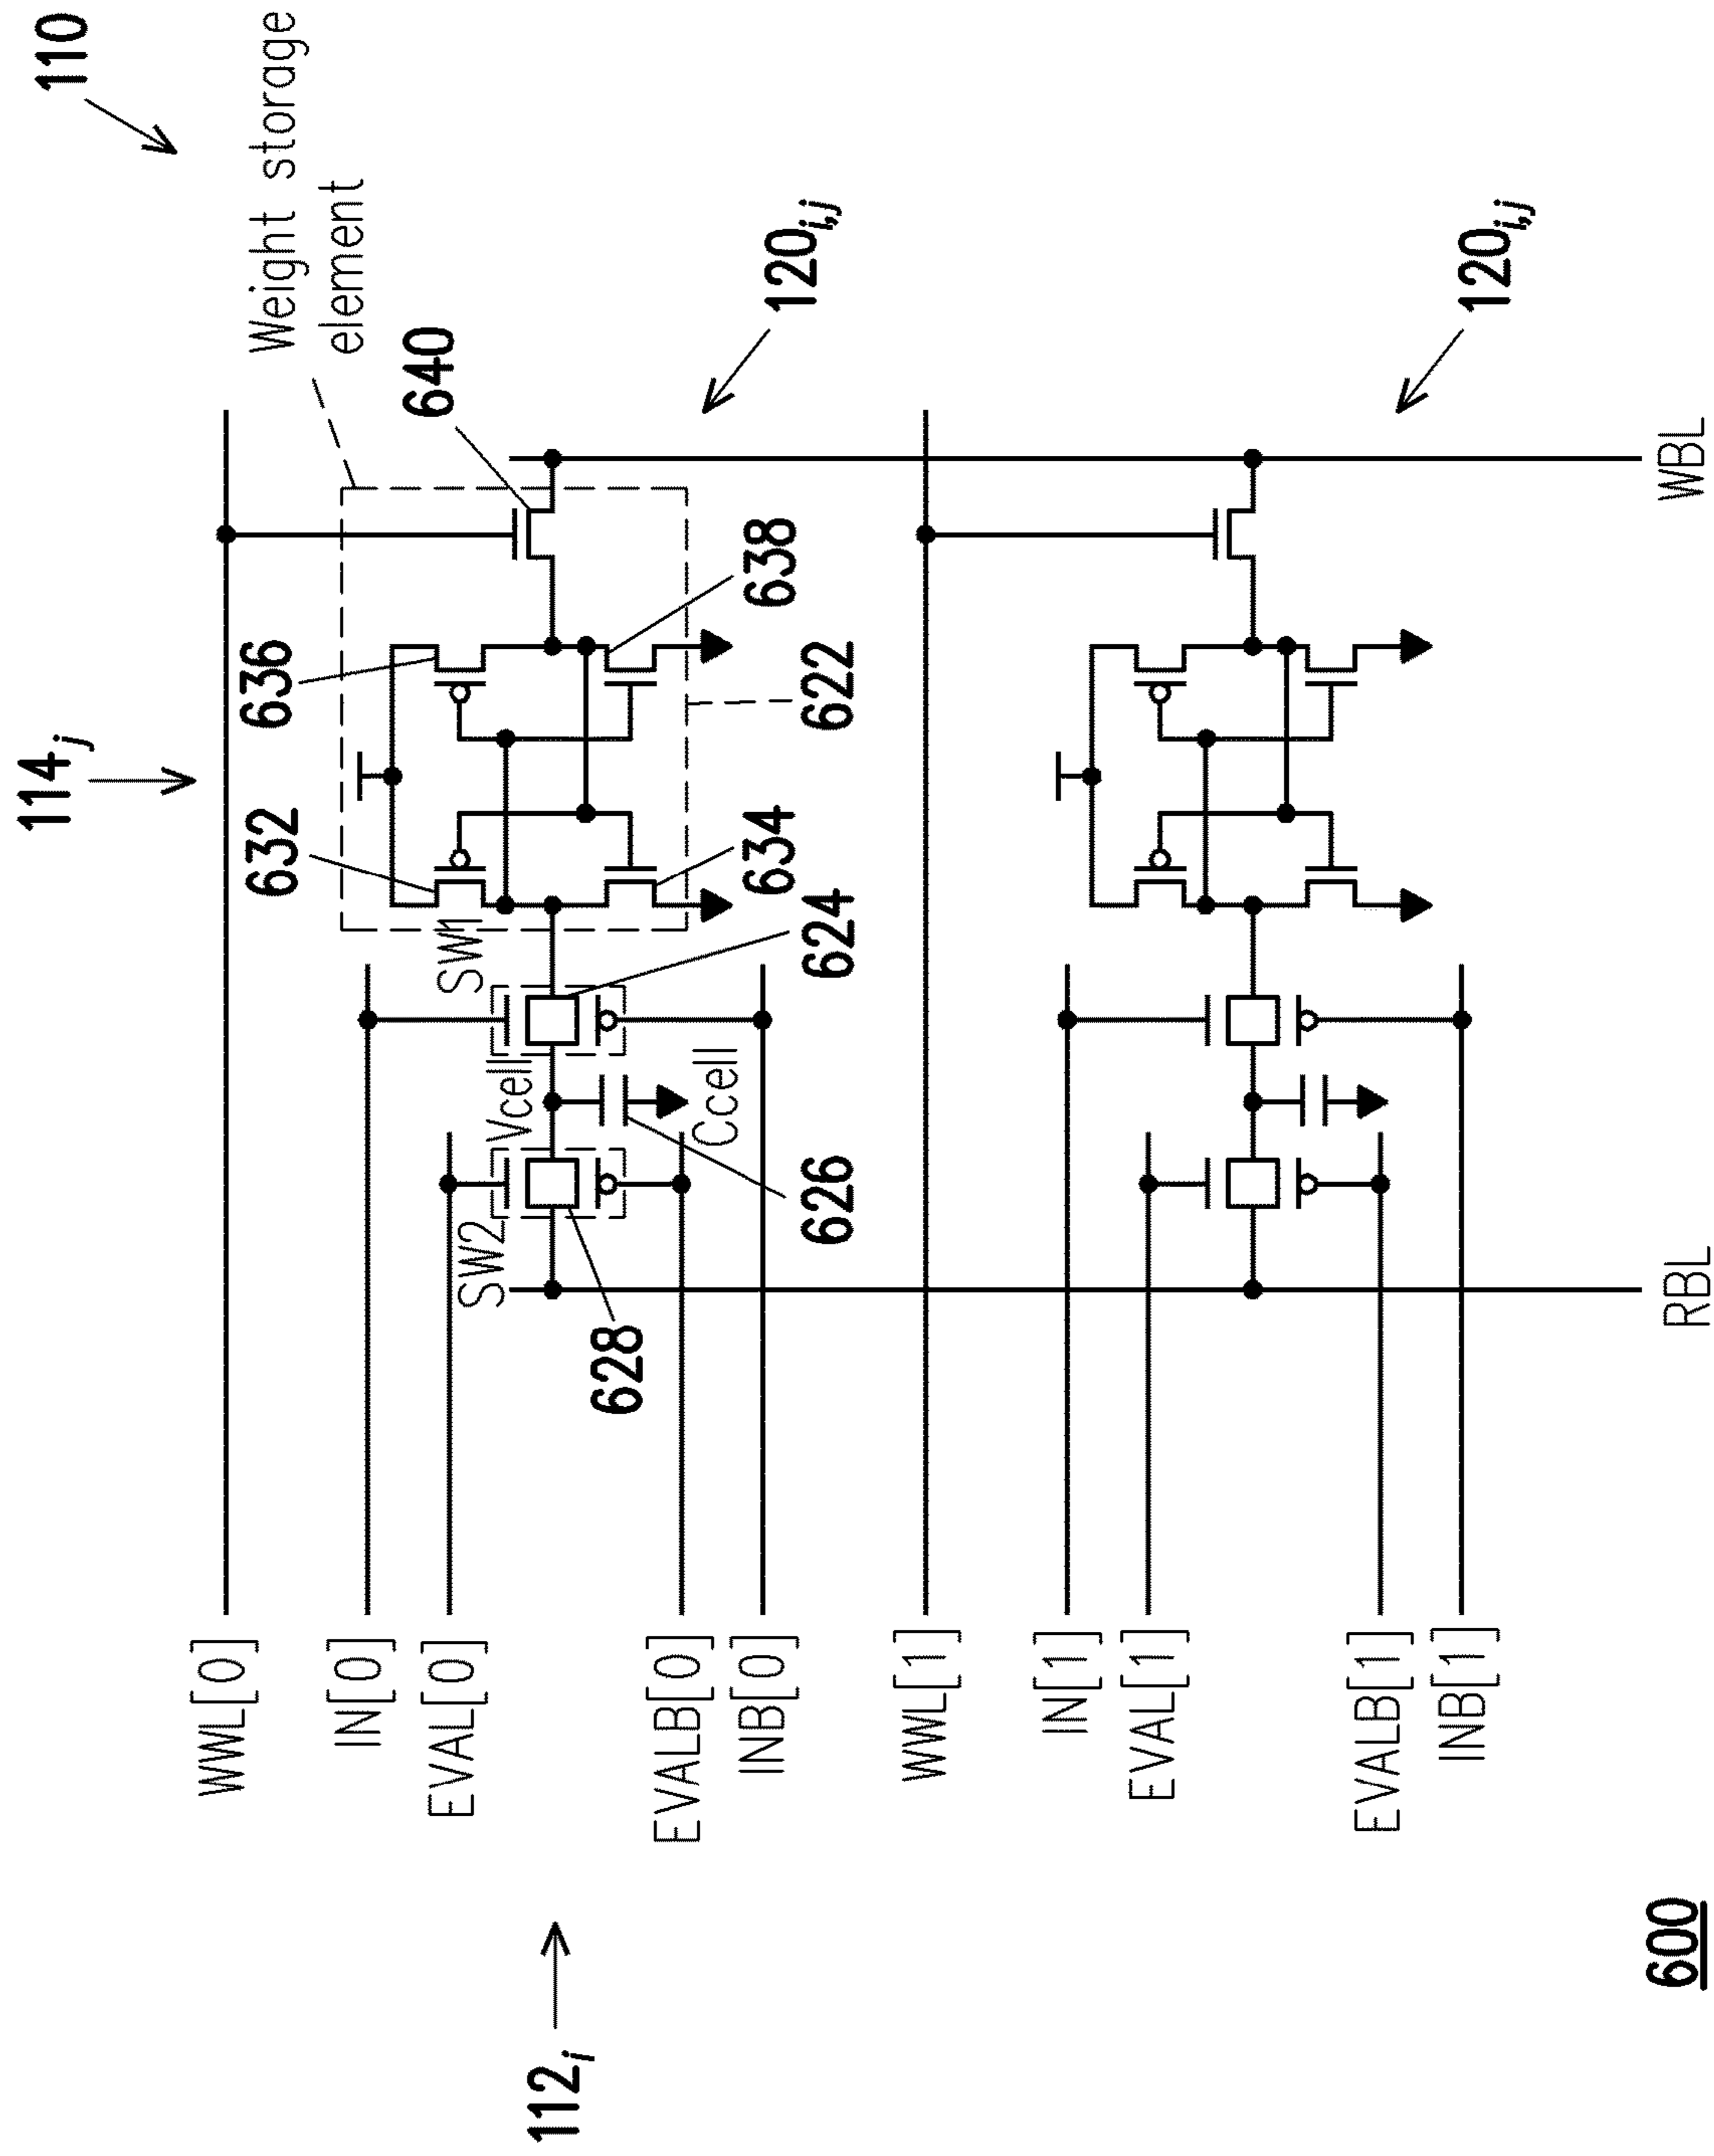 110
Weight storage
element
114j
640
636
632
638
622
634
SW1
624
Vcell
Ccell
SW2
628
626
120i,j
120i,j
WWL[0]
IN[0]
EVAL[0]
EVALB[0]
INB[0]
WWL[1]
IN[1]
EVAL[1]
EVALB[1]
INB[1]
WBL
RBL
112i
600